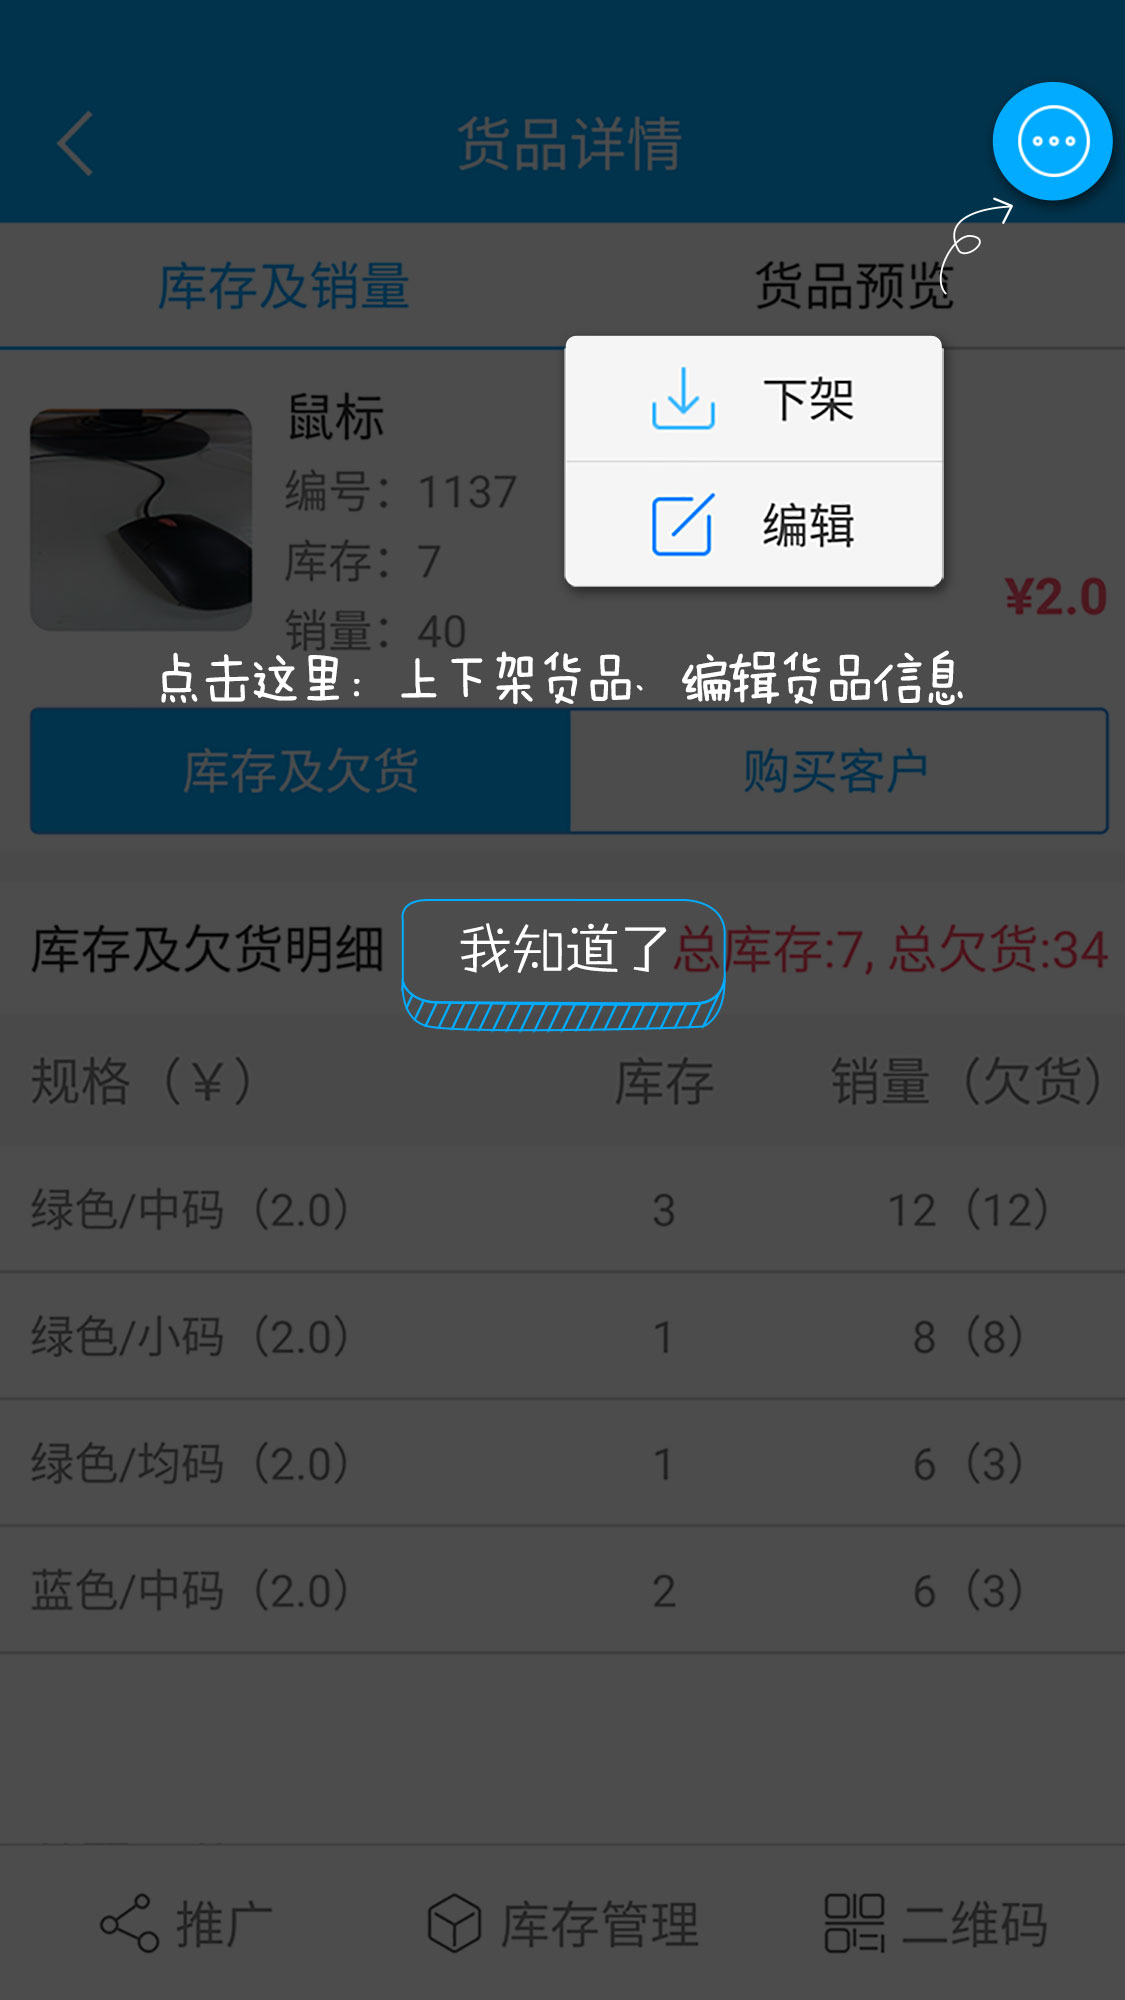 货品详情
库存及销量 货品预览
下架
编辑
鼠标
编号：1137
库存：7
销量：40
¥2.0
点击这里：上下架货品、编辑货品信息
库存及欠货 购买客户
我知道了
库存及欠货明细 总库存:7, 总欠货:34
规格（¥） 库存 销量（欠货）
绿色/中码（2.0） 3 12（12）
绿色/小码（2.0） 1 8（8）
绿色/均码（2.0） 1 6（3）
蓝色/中码（2.0） 2 6（3）
推广 库存管理 二维码